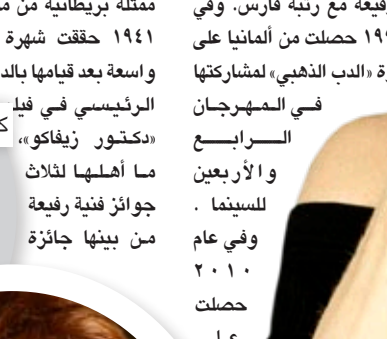 ممثلة بريطانية من م
١٩٤١ حققت شهرة
واسعة بعد قيامها بالد
الرئيسي في فيل
«دكتور زيفاكو»،
ما أهلها لثلاث
جوائز فنية رفيعة
من بينها جائزة
رفيعة مع رتبة فارس. وفي
حصلت من ألمانيا على
ة «الدب الذهبي» لمشاركتها
في المهرجان
الرابع
والأربعين
للسينما .
وفي عام
٢٠١٠
حصلت